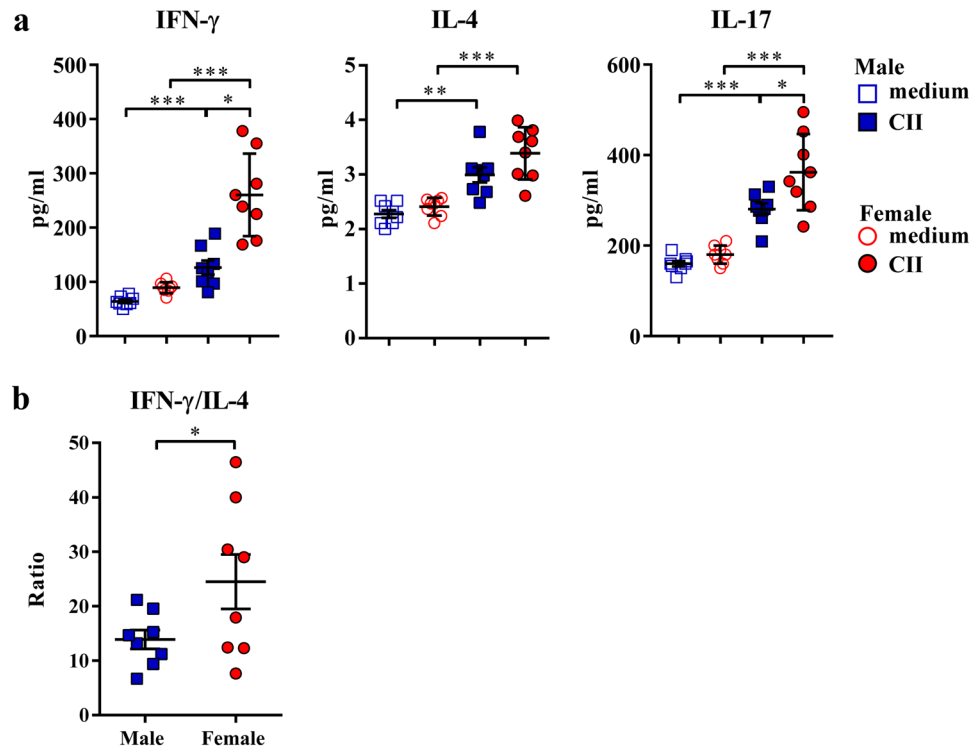 a
IFN-γ
IL-4
IL-17
pg/ml
500
400
300
200
100
0
***
***
*
pg/ml
5
4
3
2
1
0
***
**
pg/ml
600
400
200
0
***
***
*
Male
medium
CII
Female
medium
CII
b
IFN-γ/IL-4
Ratio
50
40
30
20
10
0
*
Male
Female